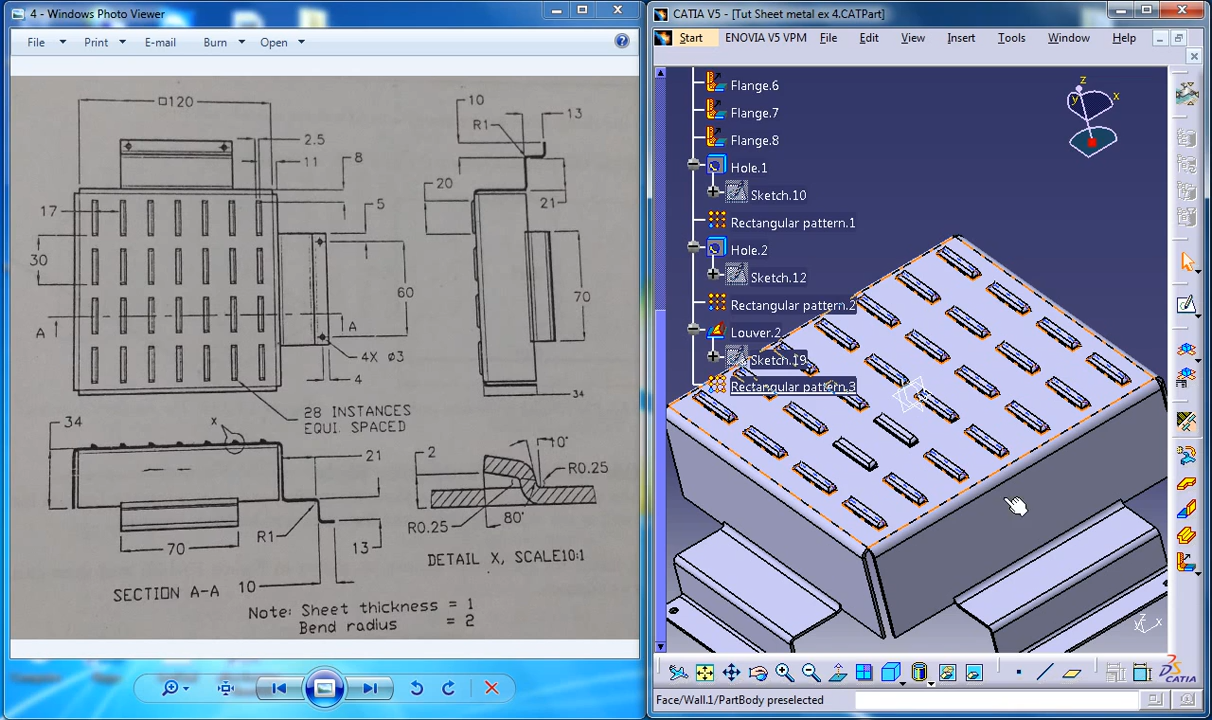 4 - Windows Photo Viewer
File
Print
E-mail
Burn
Open
□120
2.5
11
8
17
5
30
60
A
A
4X ø3
4
28 INSTANCES
EQUI. SPACED
10
13
R1
20
21
70
34
34
x
21
R1
70
13
10
SECTION A-A
2
10'
R0.25
R0.25
80'
DETAIL X, SCALE10:1
Note: Sheet thickness = 1
Bend radius = 2
CATIA V5 - [Tut Sheet metal ex 4.CATPart]
Start
ENOVIA V5 VPM
File
Edit
View
Insert
Tools
Window
Help
Flange.6
Flange.7
Flange.8
Hole.1
Sketch.10
Rectangular pattern.1
Hole.2
Sketch.12
Rectangular pattern.2
Louver.2
Sketch.19
Rectangular pattern.3
z
y
x
z
y
x
CATIA
Face/Wall.1/PartBody preselected